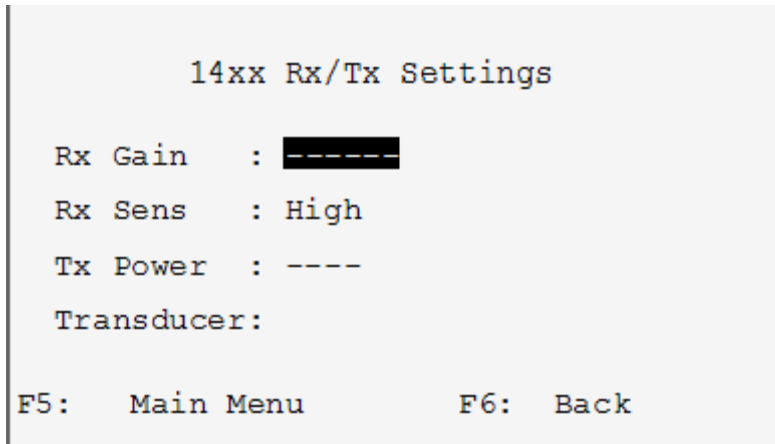 14xx Rx/Tx Settings
Rx Gain : ------
Rx Sens : High
Tx Power : ----
Transducer:
F5: Main Menu F6: Back